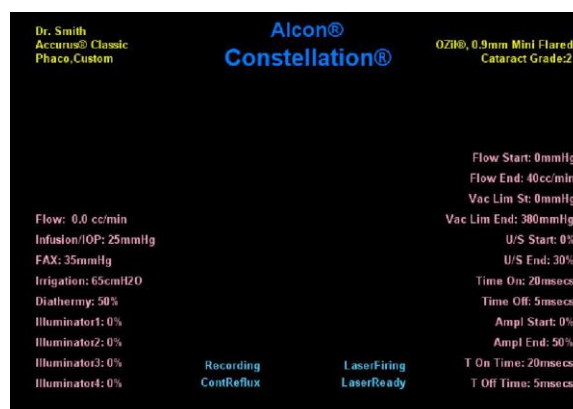 Dr. Smith
Accurus® Classic
Phaco,Custom
Alcon®
Constellation®
OZil®, 0.9mm Mini Flared
Cataract Grade:2
Flow: 0.0 cc/min
Infusion/IOP: 25mmHg
FAX: 35mmHg
Irrigation: 65cmH2O
Diathermy: 50%
Illuminator1: 0%
Illuminator2: 0%
Illuminator3: 0%
Illuminator4: 0%
Recording
ContReflux
LaserFiring
LaserReady
Flow Start: 0mmHg
Flow End: 40cc/min
Vac Lim St: 0mmHg
Vac Lim End: 380mmHg
U/S Start: 0%
U/S End: 30%
Time On: 20msecs
Time Off: 5msecs
Ampl Start: 0%
Ampl End: 50%
T On Time: 20msecs
T Off Time: 5msecs